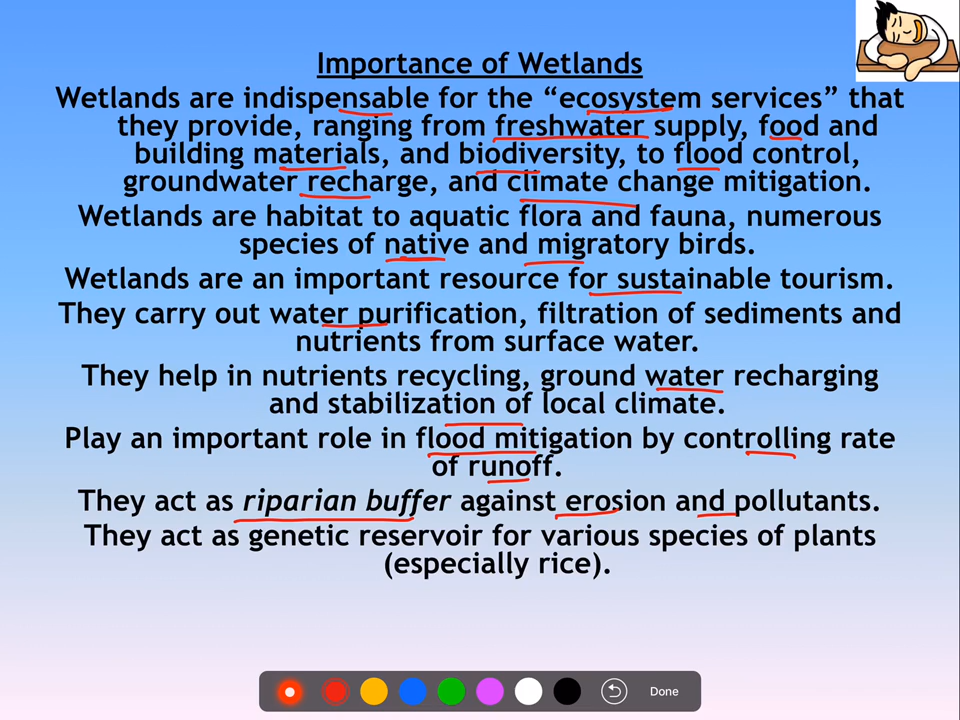 Importance of Wetlands
Wetlands are indispensable for the “ecosystem services” that
they provide, ranging from freshwater supply, food and
building materials, and biodiversity, to flood control,
groundwater recharge, and climate change mitigation.
Wetlands are habitat to aquatic flora and fauna, numerous
species of native and migratory birds.
Wetlands are an important resource for sustainable tourism.
They carry out water purification, filtration of sediments and
nutrients from surface water.
They help in nutrients recycling, ground water recharging
and stabilization of local climate.
Play an important role in flood mitigation by controlling rate
of runoff.
They act as riparian buffer against erosion and pollutants.
They act as genetic reservoir for various species of plants
(especially rice).
Done